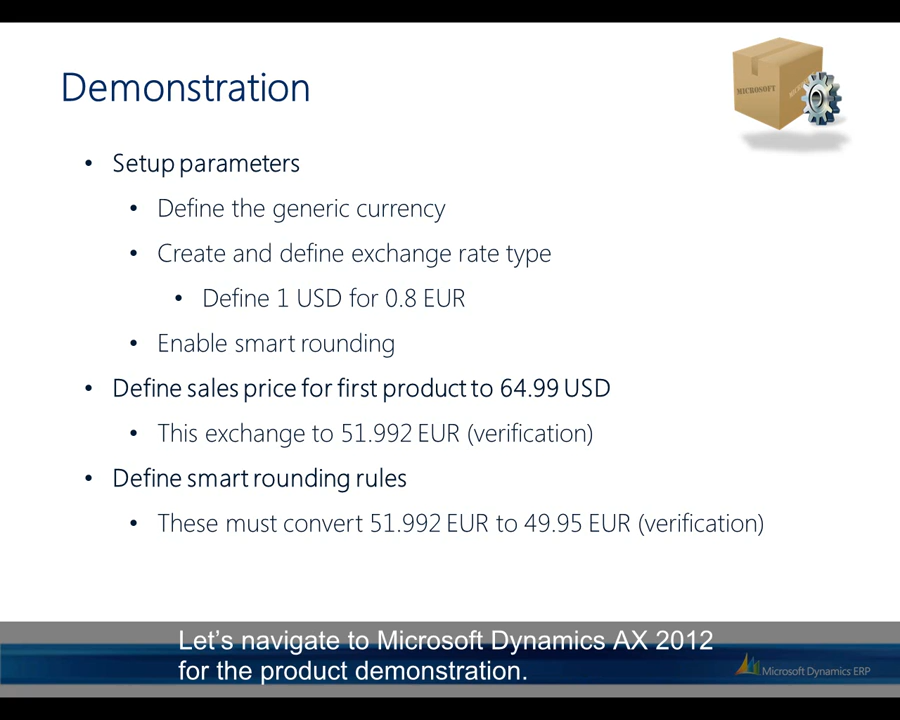 Demonstration
MICROSOFT
• Setup parameters
• Define the generic currency
• Create and define exchange rate type
• Define 1 USD for 0.8 EUR
• Enable smart rounding
• Define sales price for first product to 64.99 USD
• This exchange to 51.992 EUR (verification)
• Define smart rounding rules
• These must convert 51.992 EUR to 49.95 EUR (verification)
Let’s navigate to Microsoft Dynamics AX 2012
for the product demonstration.
Microsoft Dynamics ERP